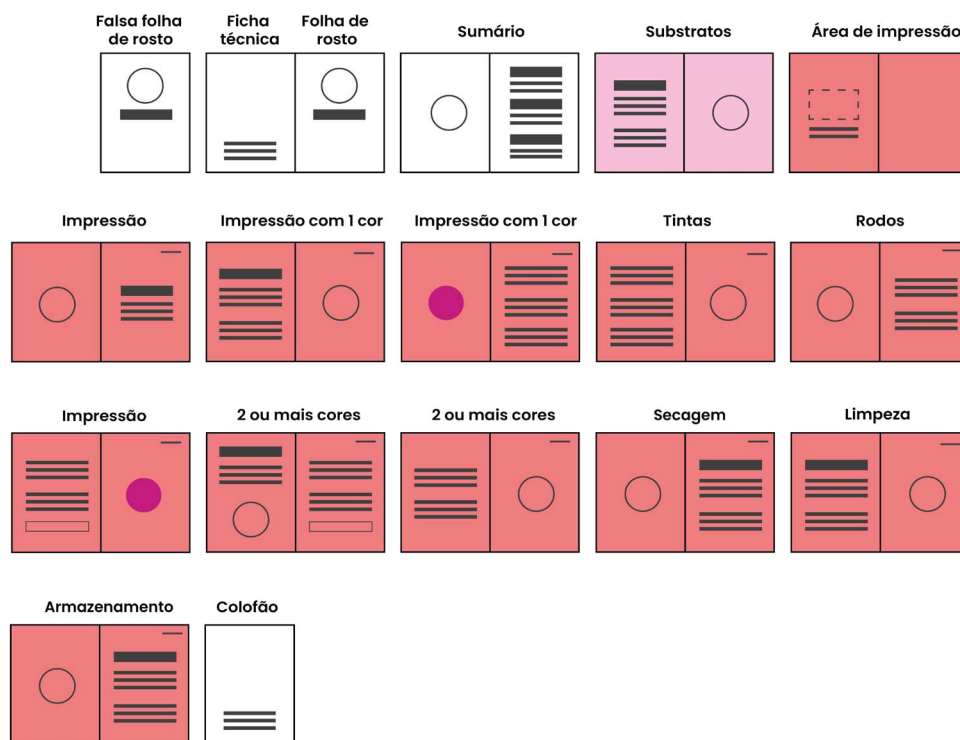 Falsa folha
de rosto
Ficha
técnica
Folha de
rosto
Sumário
Substratos
Área de impressão
Impressão
Impressão com 1 cor
Impressão com 1 cor
Tintas
Rodos
Impressão
2 ou mais cores
2 ou mais cores
Secagem
Limpeza
Armazenamento
Colofão